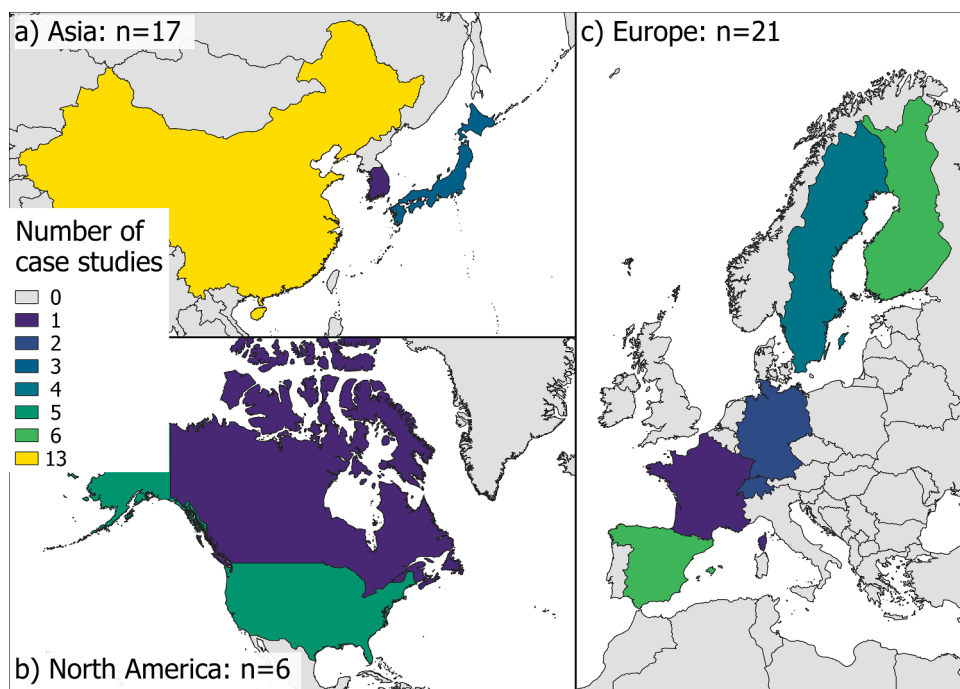 a) Asia: n=17
c) Europe: n=21
Number of
case studies
0
1
2
3
4
5
6
13
b) North America: n=6